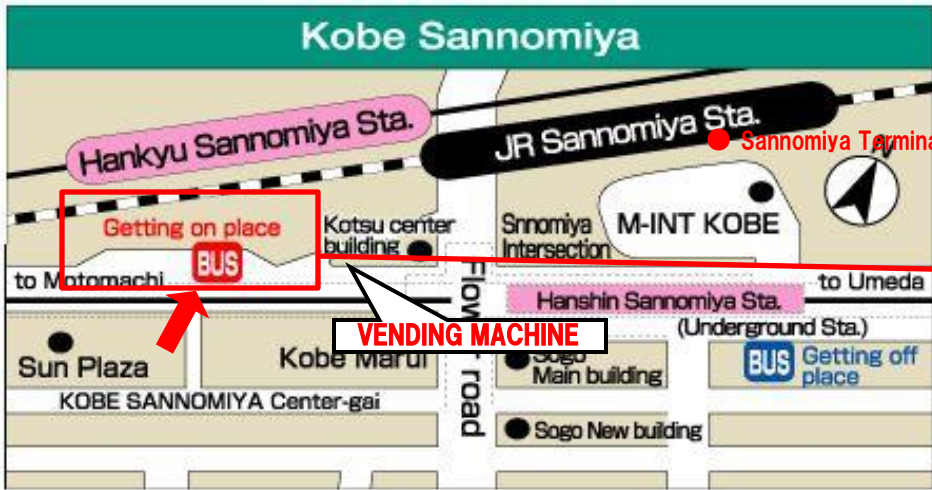 Kobe Sannomiya
Hankyu Sannomiya Sta.
JR Sannomiya Sta.
Sannomiya Termina
N
Getting on place
BUS
Kotsu center
building
Snnomiya
Intersection
M-INT KOBE
to Motomachi
to Umeda
Flower road
Hanshin Sannomiya Sta.
(Underground Sta.)
VENDING MACHINE
Sun Plaza
Kobe Marui
Sogo
Main building
BUS
Getting off
place
KOBE SANNOMIYA Center-gai
Sogo New building